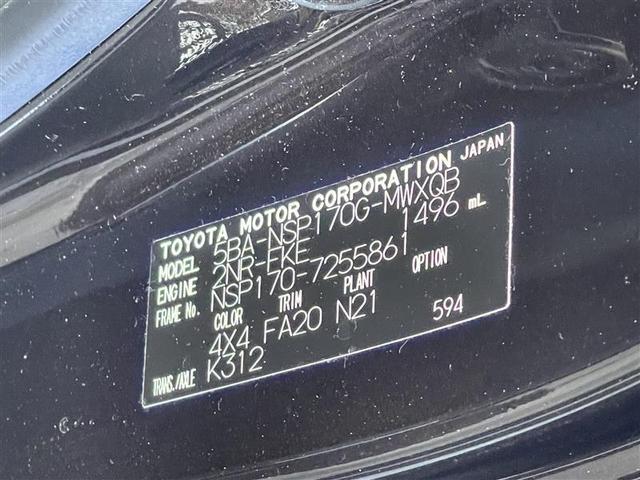 TOYOTA MOTOR CORPORATION JAPAN
MODEL 5BA-NSP170G-MWXQB
ENGINE 2NR-FKE 1496 mL
FRAME No. NSP170-7255861
COLOR TRIM PLANT OPTION
4X4 FA20 N21 594
TRANS./AXLE K312